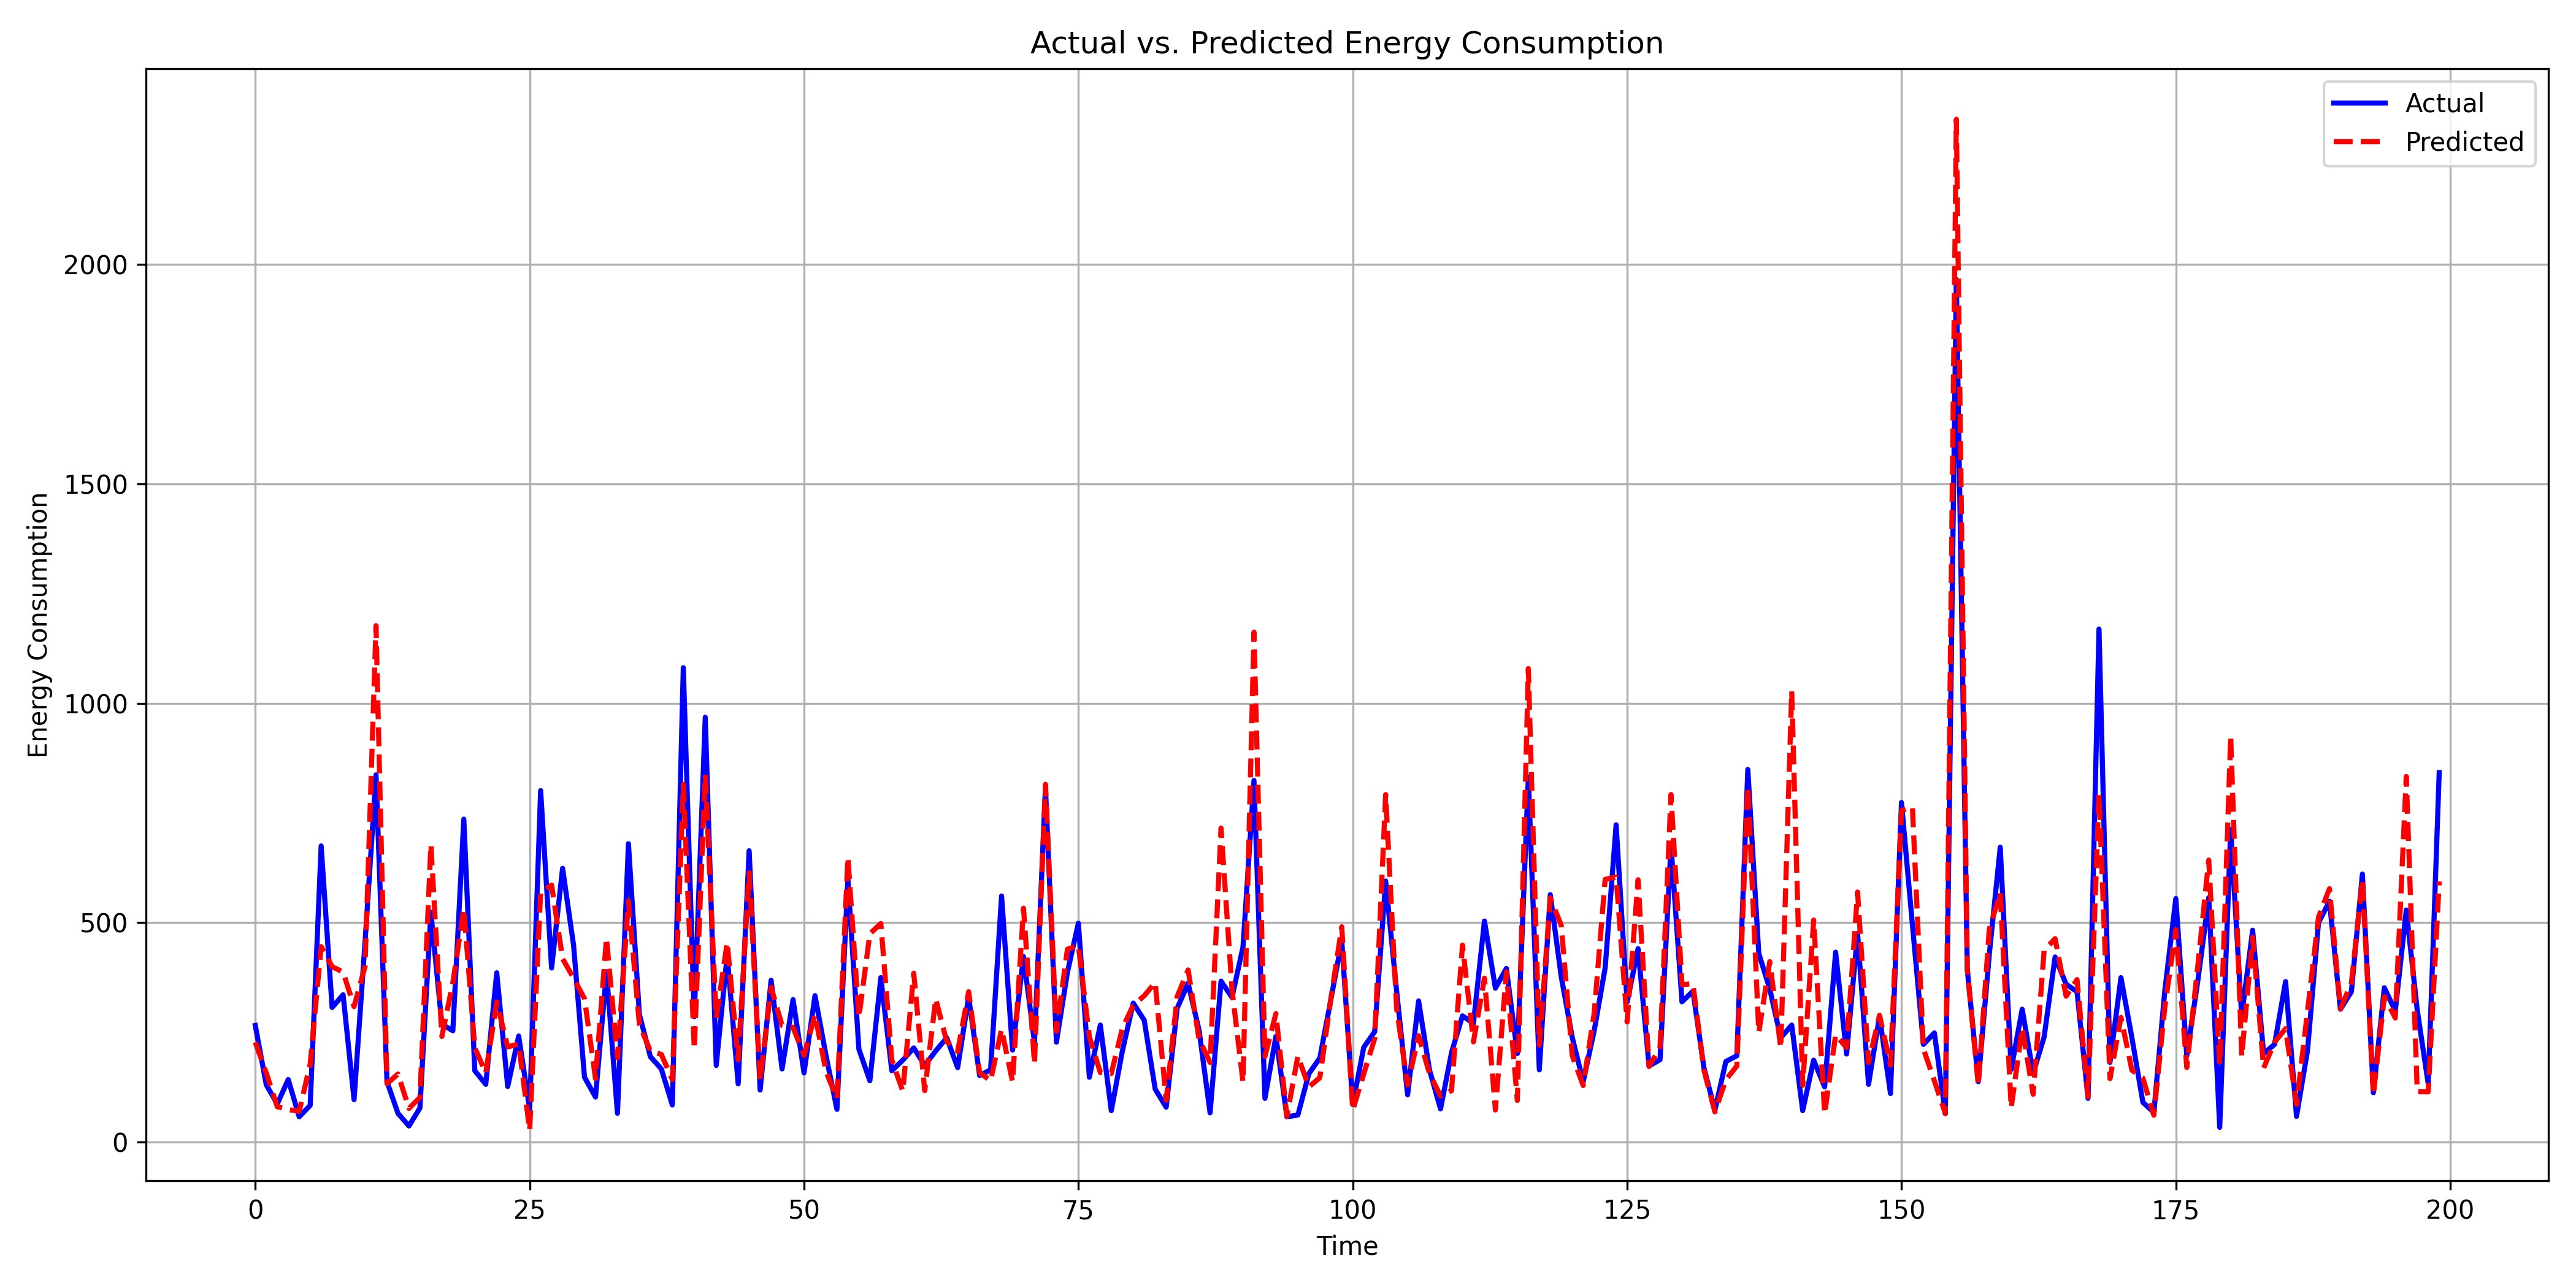 Actual vs. Predicted Energy Consumption
Actual
Predicted
Energy Consumption
2000
1500
1000
500
0
0 25 50 75 100 125 150 175 200
Time